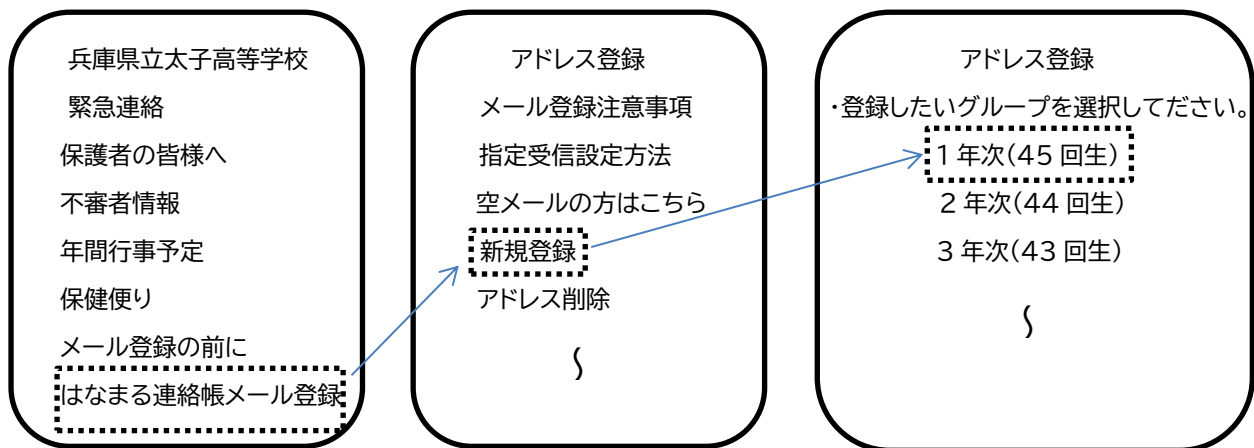 兵庫県立太子高等学校
緊急連絡
保護者の皆様へ
不審者情報
年間行事予定
保健便り
メール登録の前に
はなまる連絡帳メール登録
アドレス登録
メール登録注意事項
指定受信設定方法
空メールの方はこちら
新規登録
アドレス削除
〜
アドレス登録
・登録したいグループを選択してださい。
1年次(45回生)
2年次(44回生)
3年次(43回生)
〜